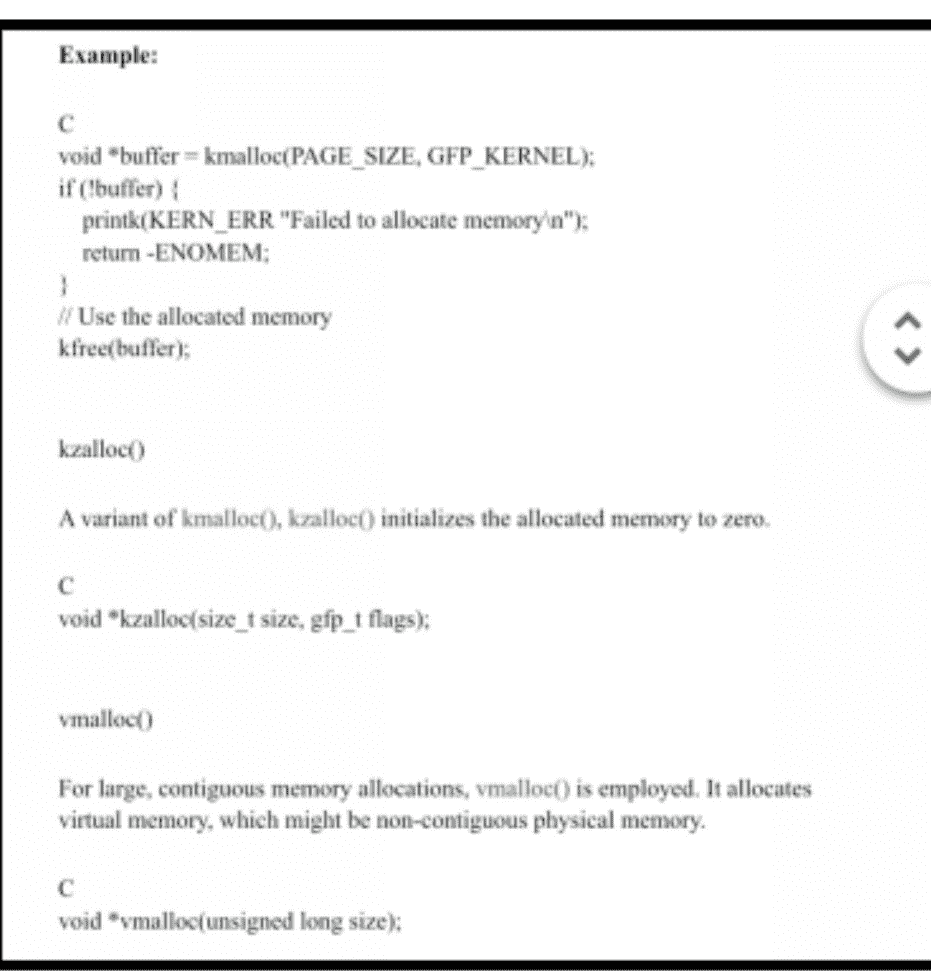 Example:
C
void *buffer = kmalloc(PAGE_SIZE, GFP_KERNEL);
if (!buffer) {
printk(KERN_ERR "Failed to allocate memory\n");
return -ENOMEM;
}
// Use the allocated memory
kfree(buffer);
kzalloc()
A variant of kmalloc(), kzalloc() initializes the allocated memory to zero.
C
void *kzalloc(size_t size, gfp_t flags);
vmalloc()
For large, contiguous memory allocations, vmalloc() is employed. It allocates
virtual memory, which might be non-contiguous physical memory.
C
void *vmalloc(unsigned long size);